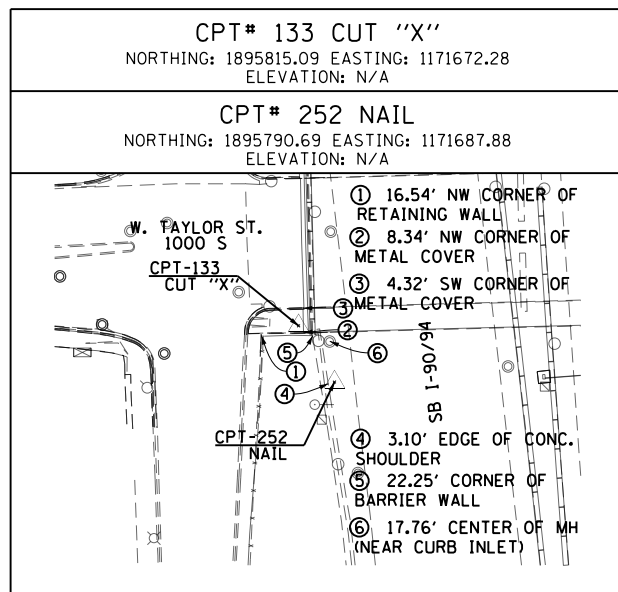 CPT# 133 CUT "X"
NORTHING: 1895815.09 EASTING: 1171672.28
ELEVATION: N/A
CPT# 252 NAIL
NORTHING: 1895790.69 EASTING: 1171687.88
ELEVATION: N/A
① 16.54' NW CORNER OF
RETAINING WALL
② 8.34' NW CORNER OF
METAL COVER
③ 4.32' SW CORNER OF
METAL COVER
W. TAYLOR ST.
1000 S
CPT-133
CUT "X"
③
②
⑤
⑥
①
④
SB I-90/94
CPT-252
NAIL
④ 3.10' EDGE OF CONC.
SHOULDER
⑤ 22.25' CORNER OF
BARRIER WALL
⑥ 17.76' CENTER OF MH
(NEAR CURB INLET)